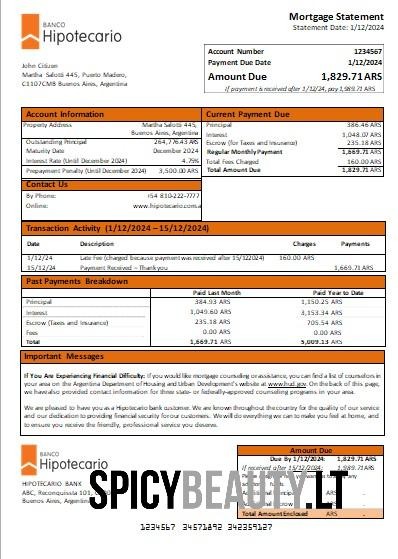 BANCO
Hipotecario
Mortgage Statement
Statement Date: 1/12/2024
Account Number 1234567
Payment Due Date 1/12/2024
Amount Due 1,829.71 ARS
If payment is received after 1/12/24, pay 1,989.71 ARS
John Citizen
Martha Salotti 445, Puerto Madero,
C1107CMB Buenos Aires, Argentina
Account Information
Property Address Martha Salotti 445,
Buenos Aires, Argentina
Outstanding Principal 264,776.43 ARS
Maturity Date December 2024
Interest Rate (Until December 2024) 4.75%
Prepayment Penalty (Until December 2024) 3,500.00 ARS
Contact Us
By Phone: +54 810-222-7777
Online: www.hipotecario.com.a
Current Payment Due
Principal 386.46 ARS
Interest 1,048.07 ARS
Escrow (for Taxes and Insurance) 235.18 ARS
Regular Monthly Payment 1,669.71 ARS
Total Fees Charged 160.00 ARS
Total Amount Due 1,829.71 ARS
Transaction Activity (1/12/2024 – 15/12/2024)
Date Description Charges Payments
1/12/24 Late Fee (charged because payment was received after 15/122024) 160.00 ARS
15/12/24 Payment Received – Thank you 1,669.71 ARS
Past Payments Breakdown
Paid Last Month Paid Year to Date
Principal 384.93 ARS 1,150.25 ARS
Interest 1,049.60 ARS 3,153.34 ARS
Escrow (Taxes and Insurance) 235.18 ARS 705.54 ARS
Fees 0.00 ARS 0.00 ARS
Total 1,669.71 ARS 5,009.13 ARS
Important Messages
If You Are Experiencing Financial Difficulty: If you would like mortgage counseling or assistance, you can find a list of counselors in
your area on the Argentina Department of Housing and Urban Development's website at www.hud.gov. On the back of this page,
we have also provided contact information for three state- or federally-approved counseling programs in your area.
We are pleased to have you as a Hipotecario bank customer. We are known throughout the country for the quality of our service
and our dedication to providing financial security for our customers. We will do everything we can to make you feel at home, and
to ensure you receive the friendly, professional service you deserve.
BANCO
Hipotecario
HIPOTECARIO BANK
ABC, Reconquista 101,
Buenos Aires, Argentina
Amount Due
Due By 1/12/2024: 1,829.71 ARS
If received after 15/12/2024: 1,989.71 ARS
Total Amount Enclosed ARS .
SPICYBEAUTY.LT
1234567 34571892 342359127